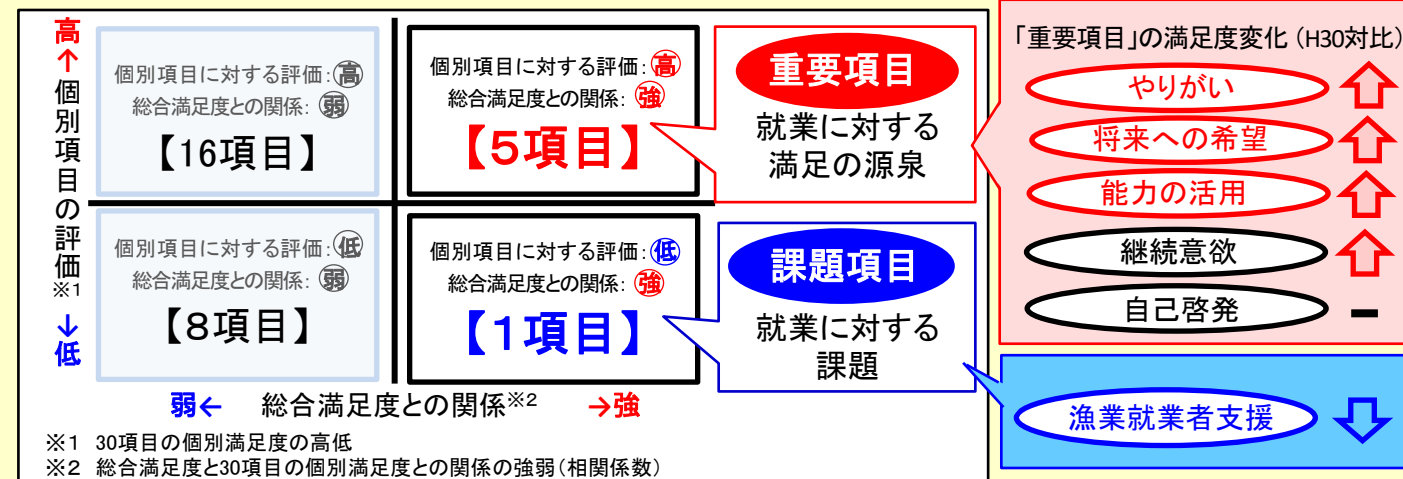 高
↑
個別項目の評価※1
↓
低
個別項目に対する評価:高
総合満足度との関係: 弱
【16項目】
個別項目に対する評価:高
総合満足度との関係: 強
【5項目】
重要項目
就業に対する
満足の源泉
個別項目に対する評価:低
総合満足度との関係: 弱
【8項目】
個別項目に対する評価:低
総合満足度との関係: 強
【1項目】
課題項目
就業に対する
課題
弱← 総合満足度との関係※2 →強
※1 30項目の個別満足度の高低
※2 総合満足度と30項目の個別満足度との関係の強弱(相関係数)
「重要項目」の満足度変化(H30対比)
やりがい
将来への希望
能力の活用
継続意欲
自己啓発 -
漁業就業者支援